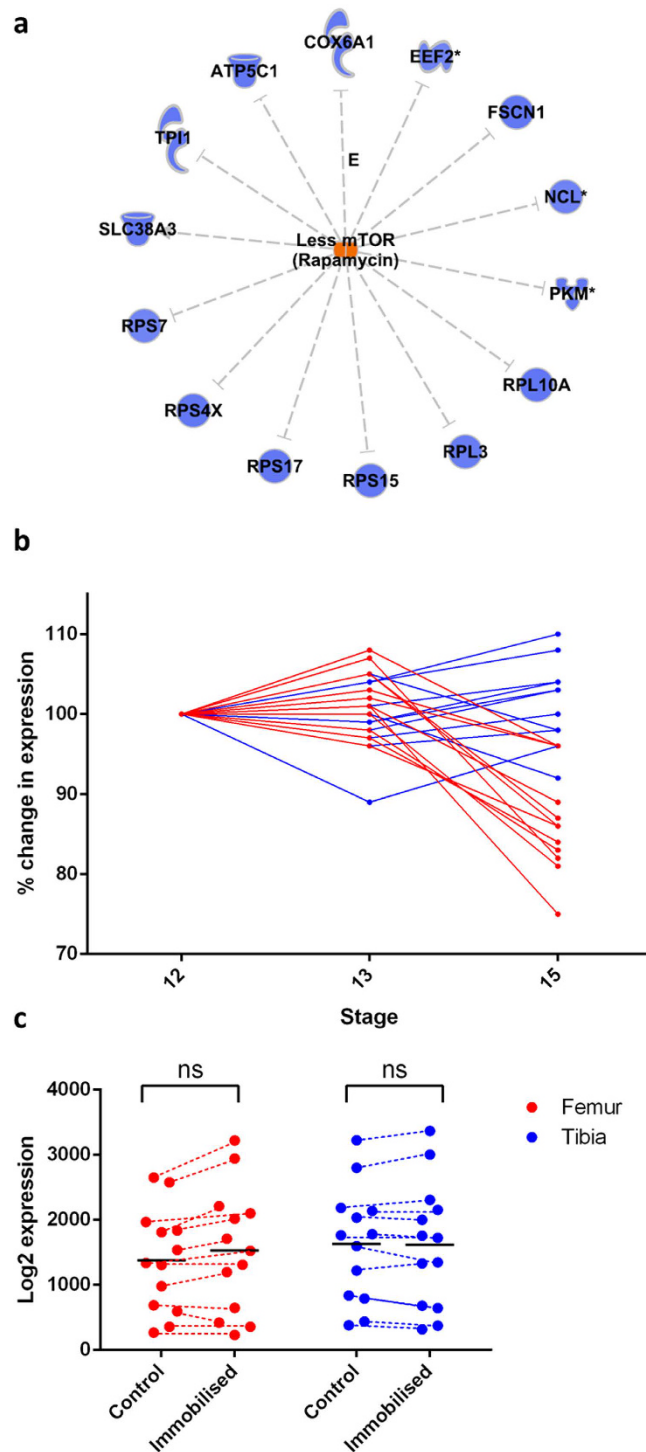 a
COX6A1
EEF2*
ATP5C1
FSCN1
TPI1
E
NCL*
SLC38A3
Less mTOR
(Rapamycin)
PKM*
RPS7
RPL10A
RPS4X
RPL3
RPS17
RPS15
b
110
100
90
80
70
% change in expression
12
13
15
Stage
c
ns
ns
4000
3000
2000
1000
0
Log2 expression
Femur
Tibia
Control
Immobilised
Control
Immobilised